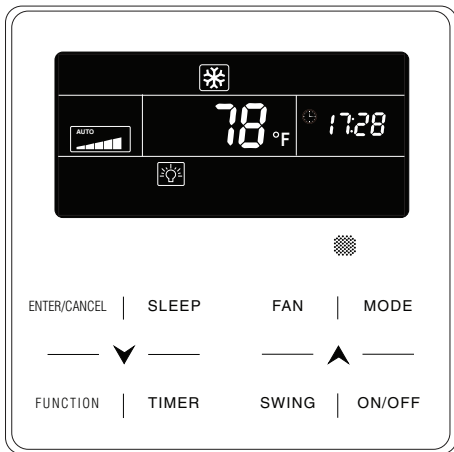 AUTO
78 °F
17:28
ENTER/CANCEL SLEEP FAN MODE
FUNCTION TIMER SWING ON/OFF